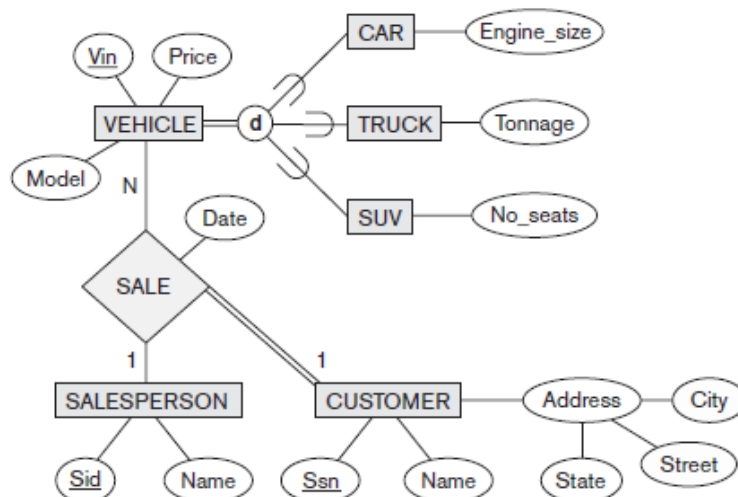 CAR
Engine_size
Vin
Price
VEHICLE
d
TRUCK
Tonnage
Model
N
Date
SUV
No_seats
SALE
1
1
SALESPERSON
CUSTOMER
Address
City
Sid
Name
Ssn
Name
State
Street